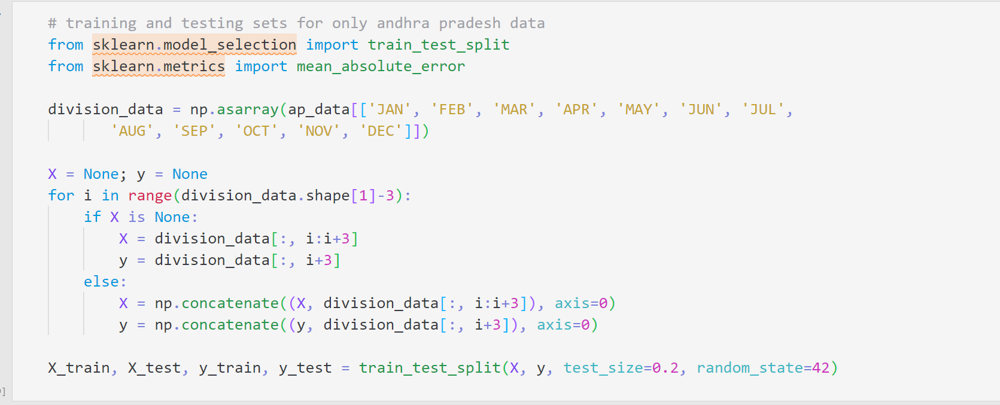 # training and testing sets for only andhra pradesh data
from sklearn.model_selection import train_test_split
from sklearn.metrics import mean_absolute_error

division_data = np.asarray(ap_data[['JAN', 'FEB', 'MAR', 'APR', 'MAY', 'JUN', 'JUL',
       'AUG', 'SEP', 'OCT', 'NOV', 'DEC']])

X = None; y = None
for i in range(division_data.shape[1]-3):
    if X is None:
        X = division_data[:, i:i+3]
        y = division_data[:, i+3]
    else:
        X = np.concatenate((X, division_data[:, i:i+3]), axis=0)
        y = np.concatenate((y, division_data[:, i+3]), axis=0)

X_train, X_test, y_train, y_test = train_test_split(X, y, test_size=0.2, random_state=42)
]